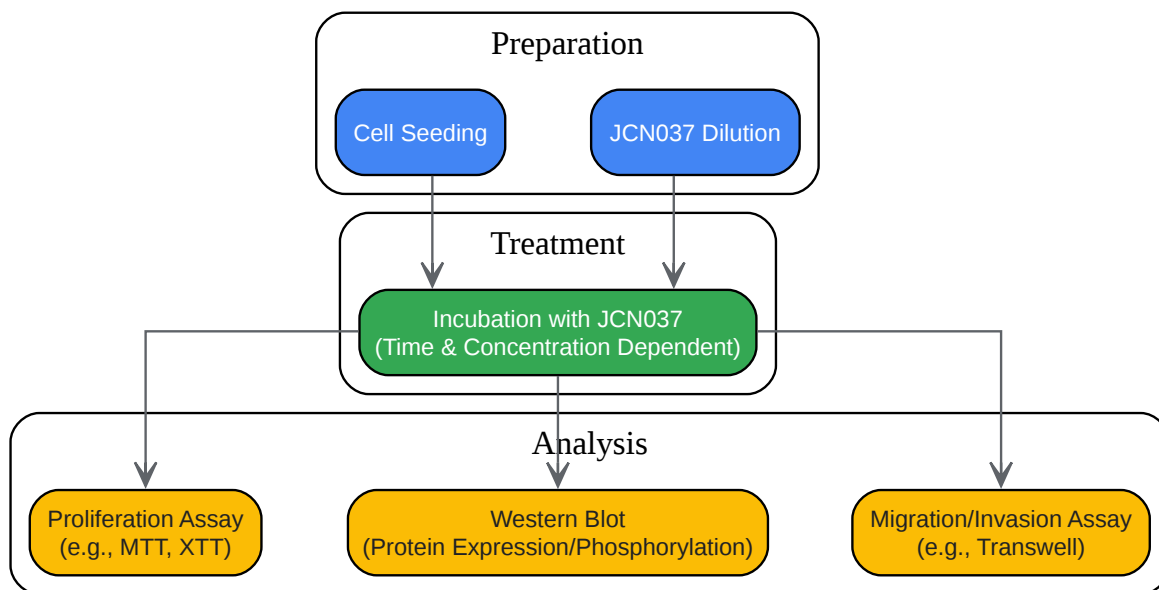 Preparation
Cell Seeding
JCN037 Dilution
Treatment
Incubation with JCN037
(Time & Concentration Dependent)
Analysis
Proliferation Assay
(e.g., MTT, XTT)
Western Blot
(Protein Expression/Phosphorylation)
Migration/Invasion Assay
(e.g., Transwell)